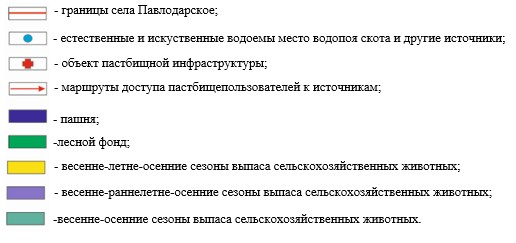 - границы села Павлодарское;
- естественные и искуственные водоемы место водопоя скота и другие источники;
- объект пастбищной инфраструктуры;
- маршруты доступа пастбищепользователей к источникам;
- пашня;
-лесной фонд;
- весенне-летне-осенние сезоны выпаса сельскохозяйственных животных;
- весенне-раннелетне-осенние сезоны выпаса сельскохозяйственных животных;
-весенне-осенние сезоны выпаса сельскохозяйственных животных.